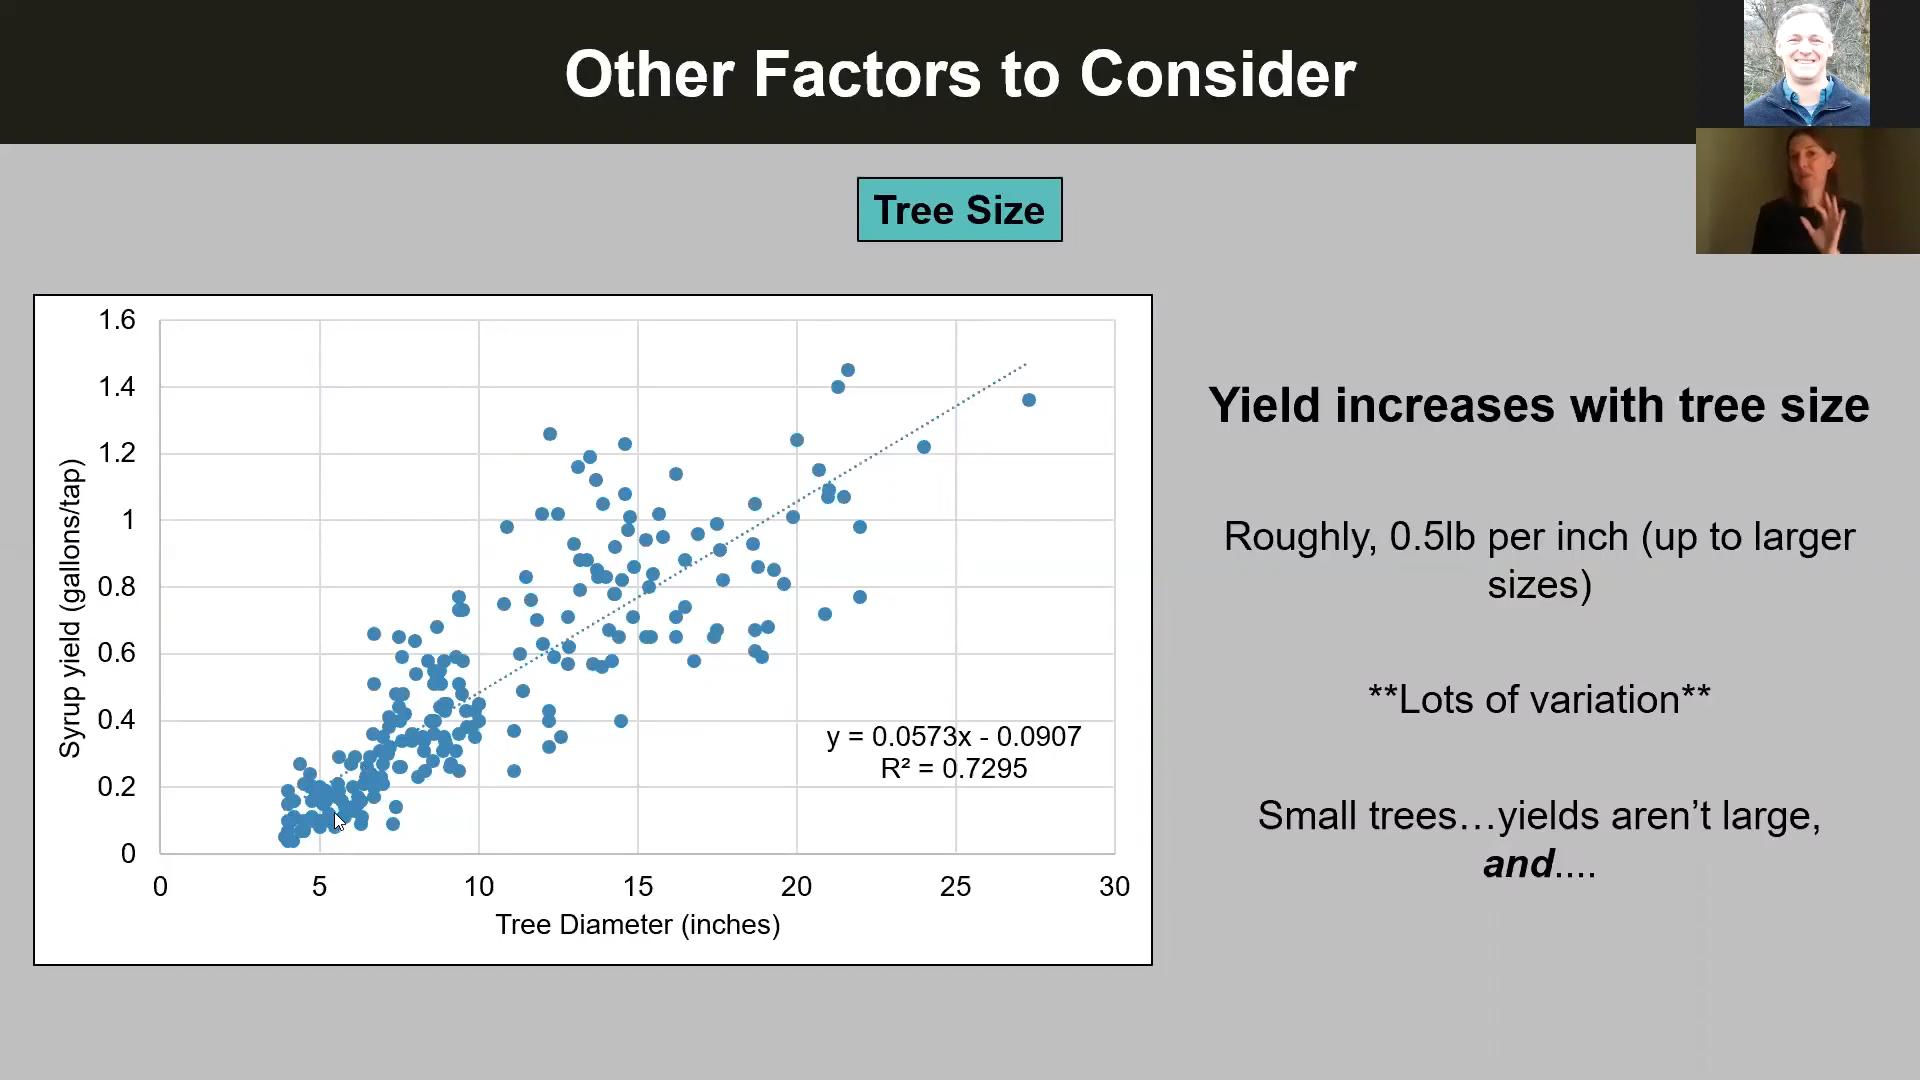 Other Factors to Consider
Tree Size
1.6
1.4
1.2
1
0.8
0.6
0.4
0.2
0
Syrup yield (gallons/tap)
y = 0.0573x - 0.0907
R² = 0.7295
0 5 10 15 20 25 30
Tree Diameter (inches)
Yield increases with tree size
Roughly, 0.5lb per inch (up to larger
sizes)
**Lots of variation**
Small trees…yields aren’t large,
and....